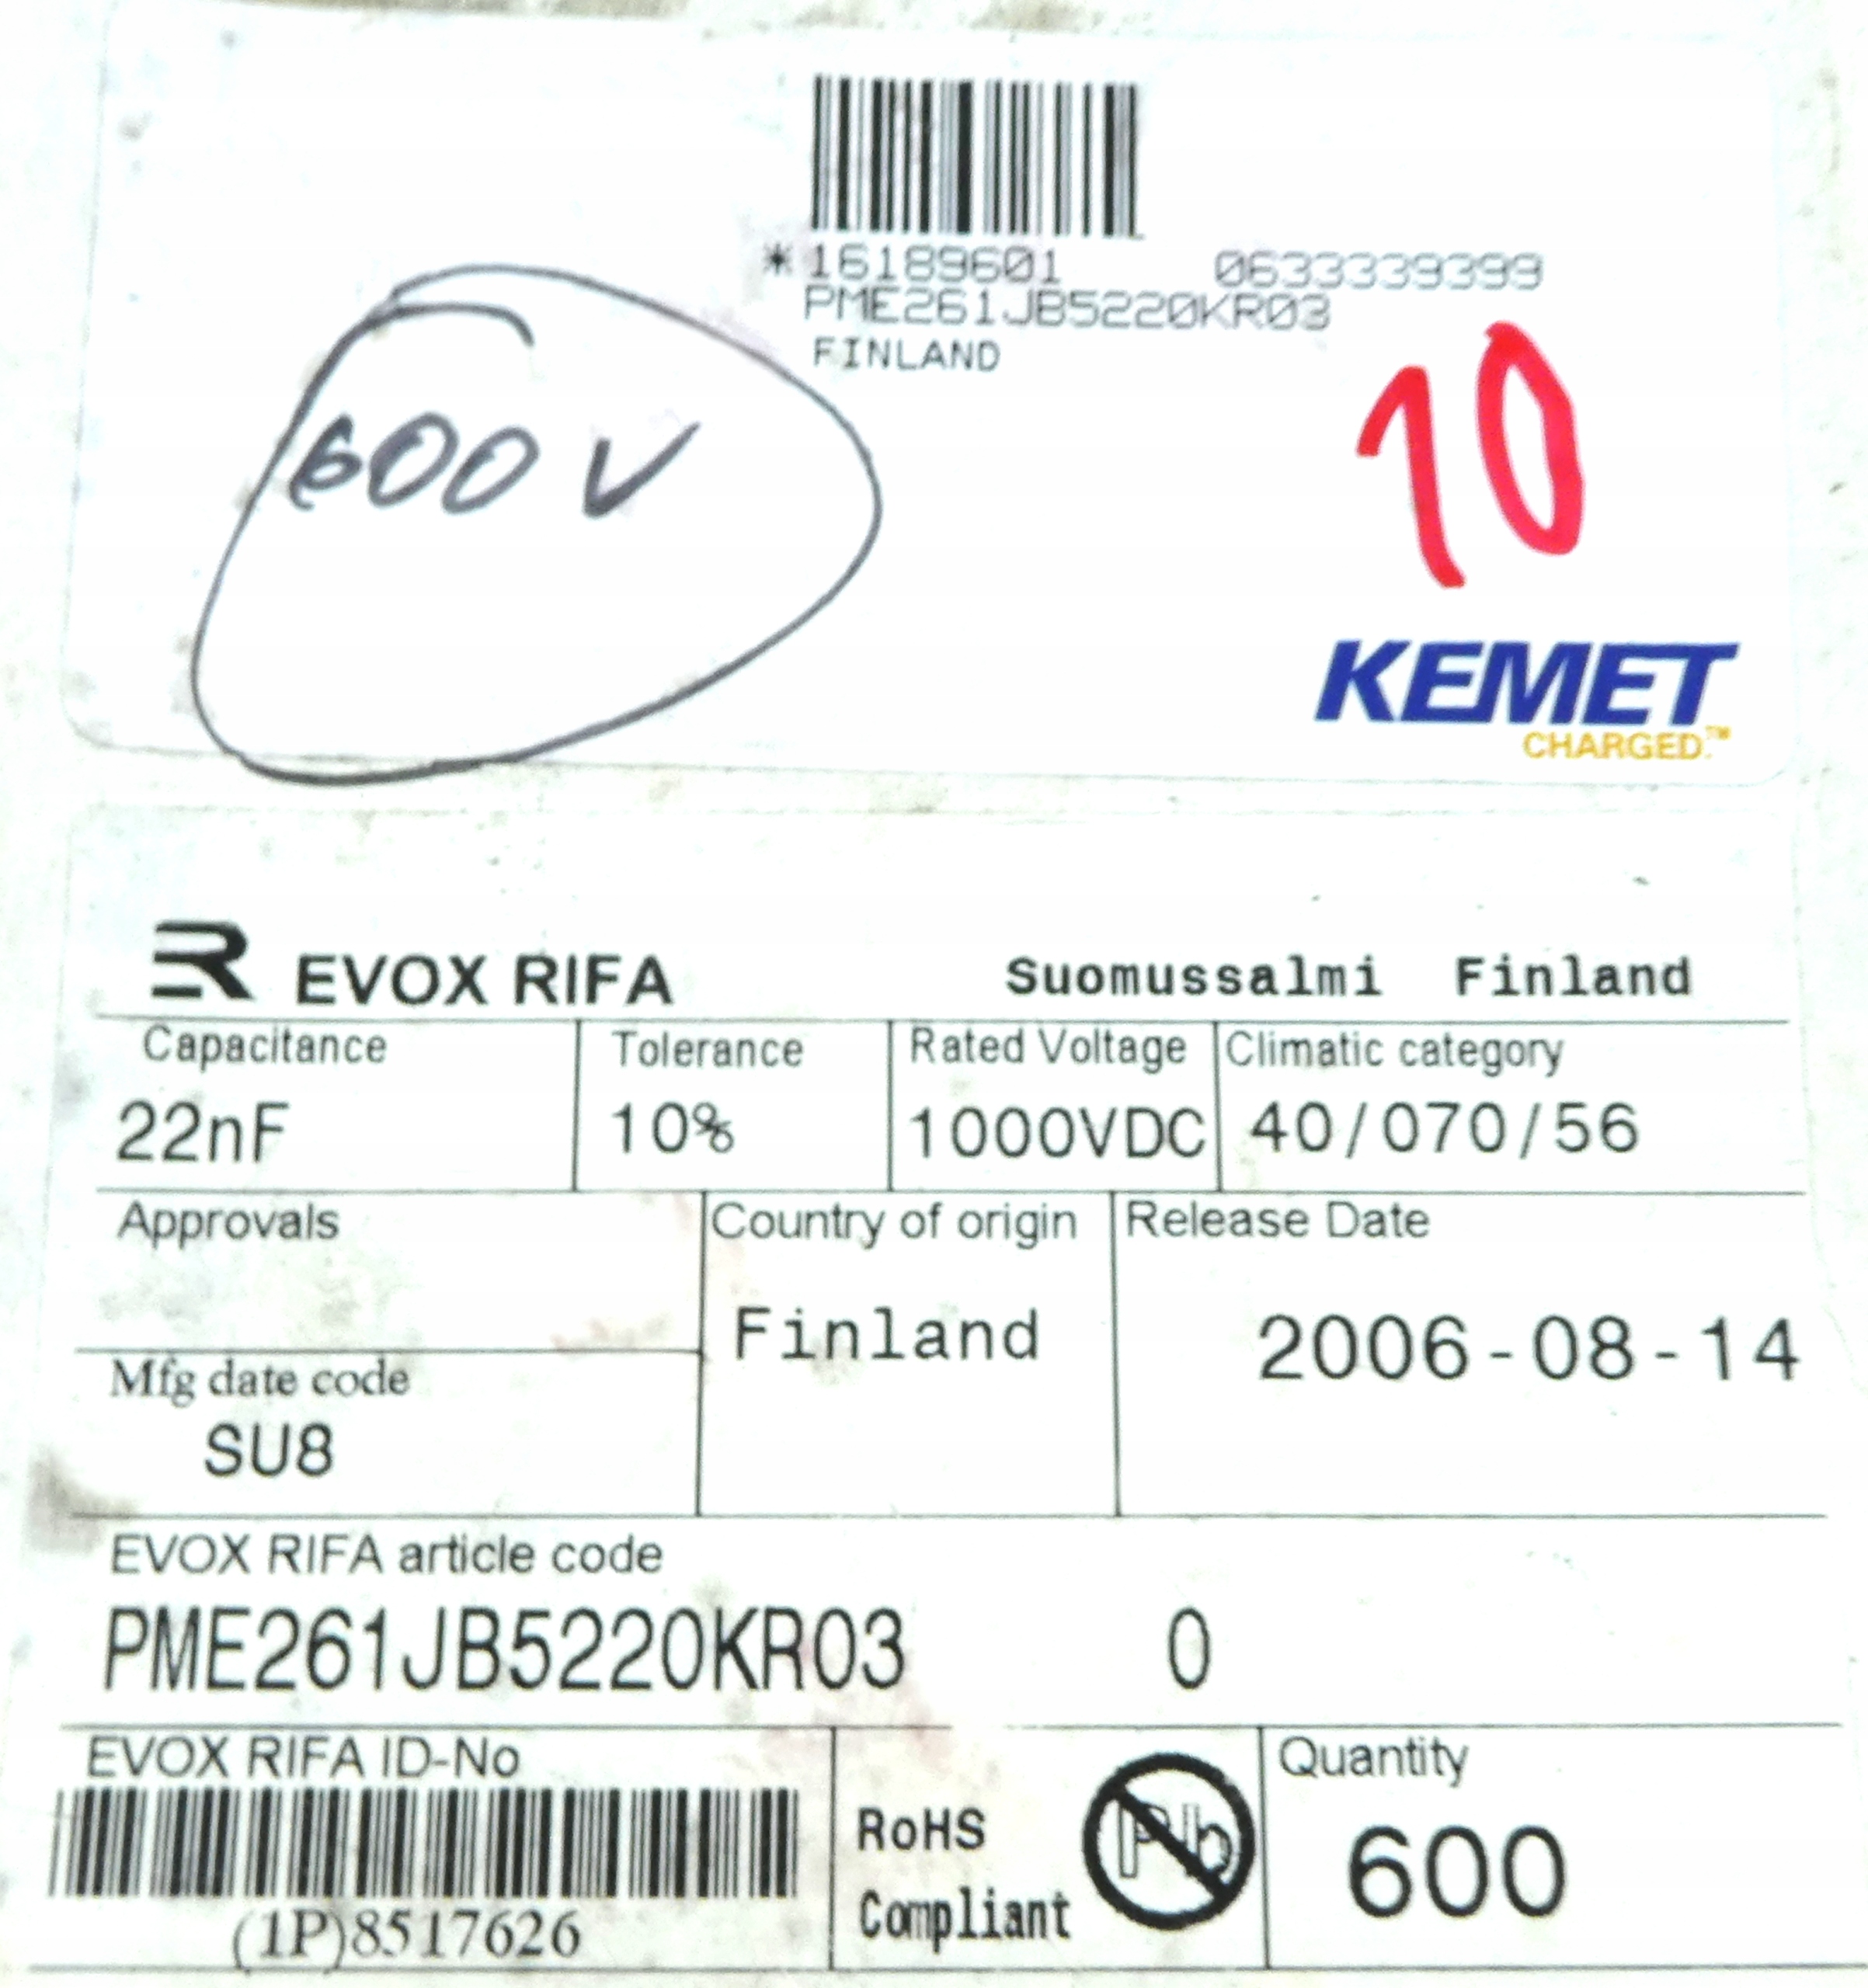 *16189601 0633339399
PME261JB5220KR03
FINLAND
600 V
10
KEMET
CHARGED.™
ER EVOX RIFA Suomussalmi Finland
Capacitance Tolerance Rated Voltage Climatic category
22nF 10% 1000VDC 40/070/56
Approvals Country of origin Release Date
Finland 2006-08-14
Mfg date code
SU8
EVOX RIFA article code
PME261JB5220KR03 0
EVOX RIFA ID-No Quantity
RoHS Pb 600
Compliant
(1P)8517626